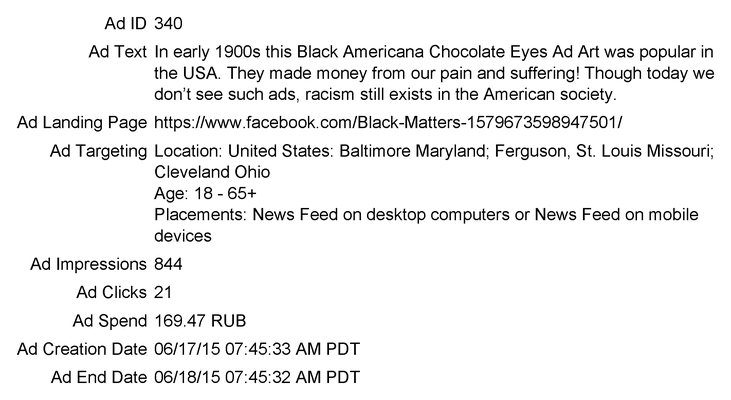 Ad ID 340
Ad Text In early 1900s this Black Americana Chocolate Eyes Ad Art was popular in
the USA. They made money from our pain and suffering! Though today we
don't see such ads, racism still exists in the American society.
Ad Landing Page https://www.facebook.com/Black-Matters-1579673598947501/
Ad Targeting Location: United States: Baltimore Maryland; Ferguson, St. Louis Missouri;
Cleveland Ohio
Age: 18 - 65+
Placements: News Feed on desktop computers or News Feed on mobile
devices
Ad Impressions 844
Ad Clicks 21
Ad Spend 169.47 RUB
Ad Creation Date 06/17/15 07:45:33 AM PDT
Ad End Date 06/18/15 07:45:32 AM PDT